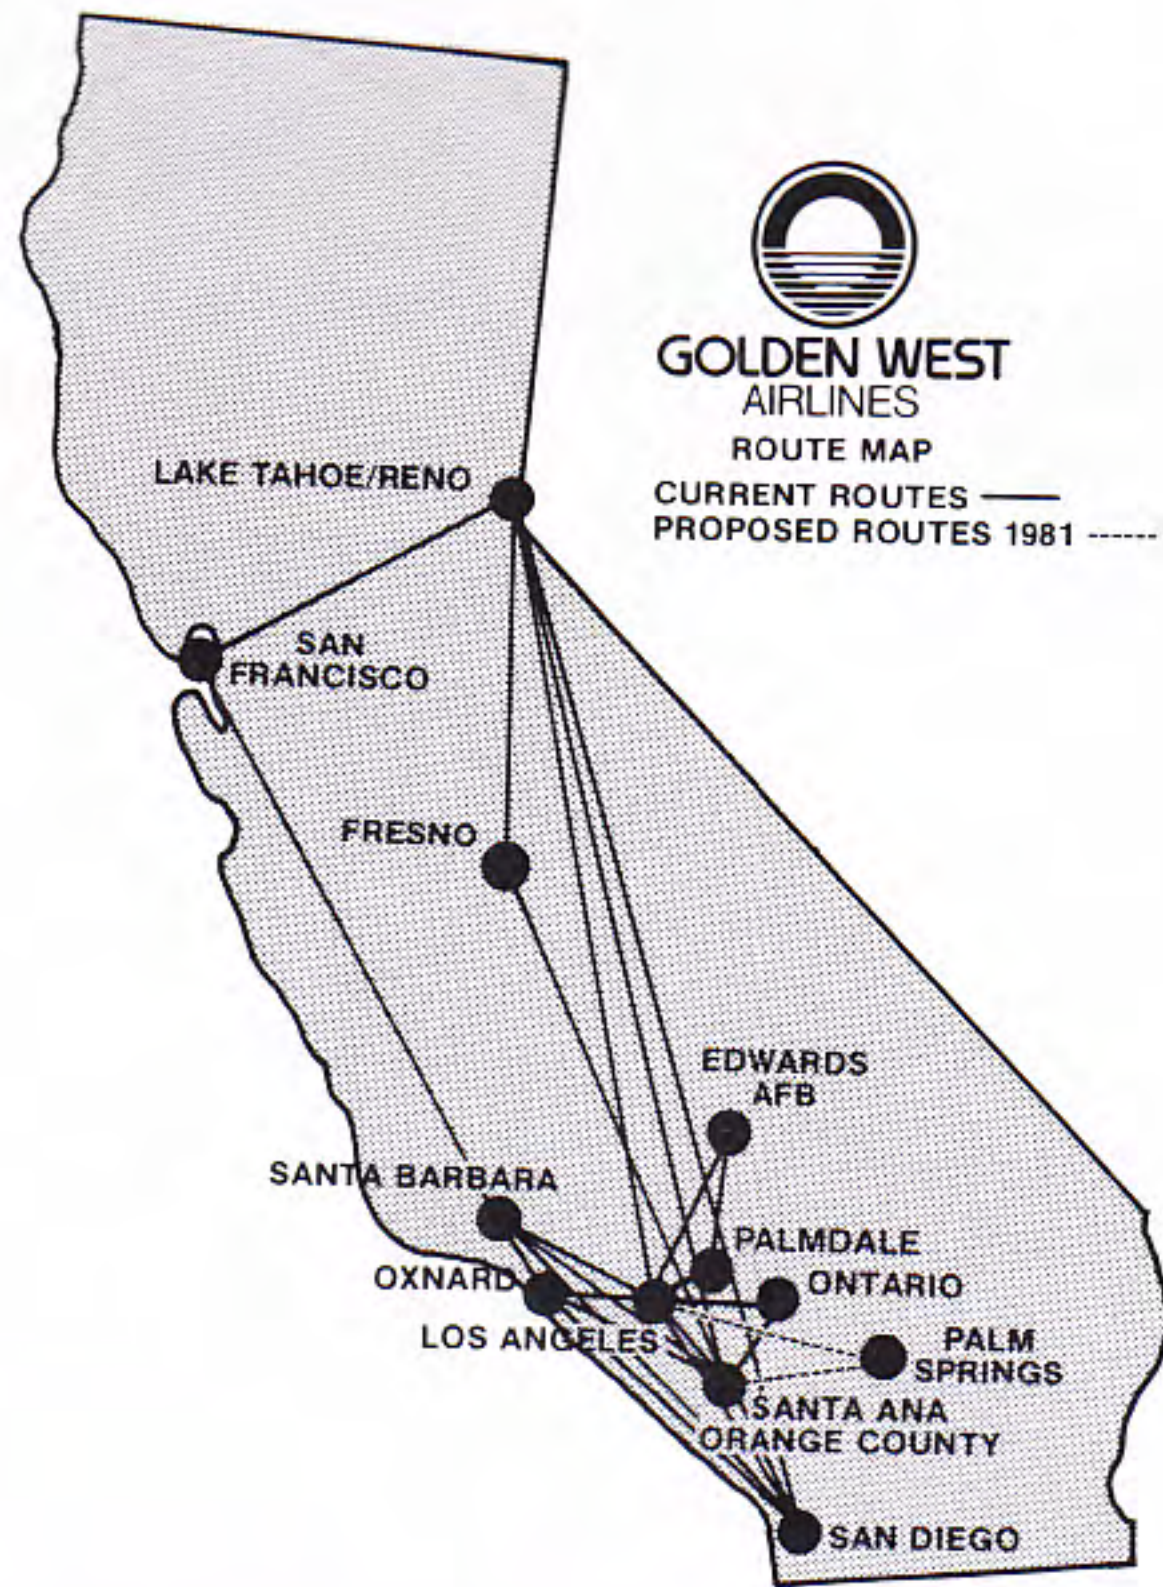 GOLDEN WEST
AIRLINES
ROUTE MAP
CURRENT ROUTES
PROPOSED ROUTES 1981
LAKE TAHOE/RENO
SAN
FRANCISCO
FRESNO
EDWARDS
AFB
SANTA BARBARA
PALMDALE
OXNARD
ONTARIO
LOS ANGELES
PALM
SPRINGS
SANTA ANA
ORANGE COUNTY
SAN DIEGO